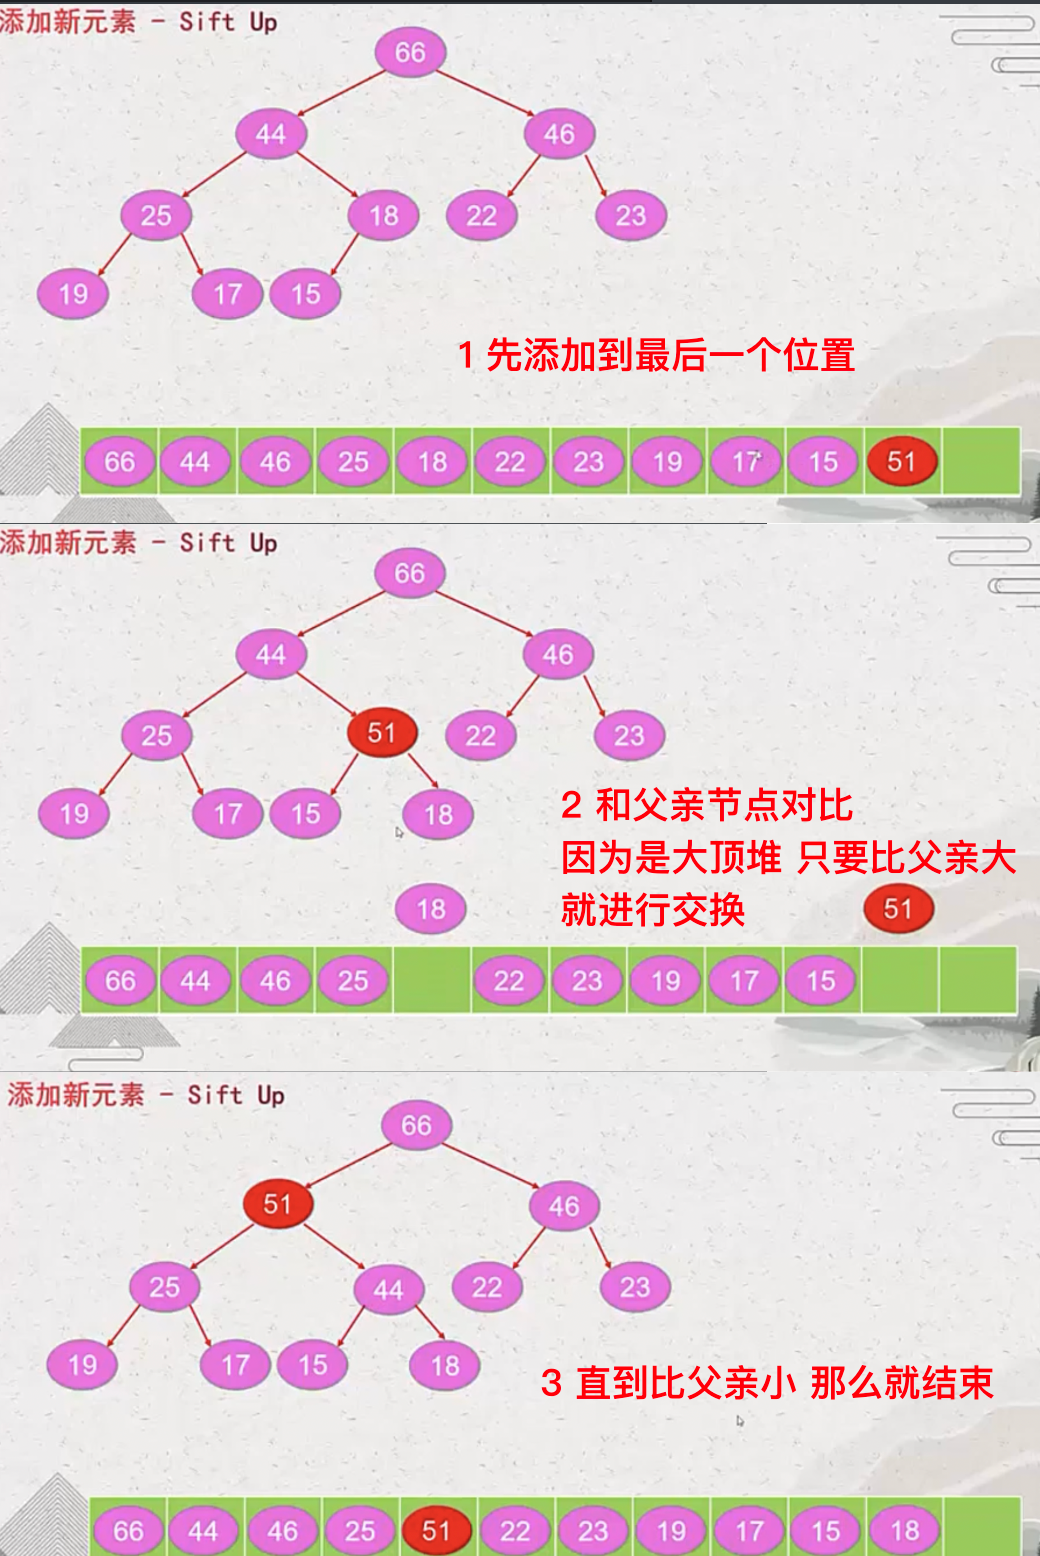 添加新元素 - Sift Up
66
44 46
25 18 22 23
19 17 15
1 先添加到最后一个位置
66 44 46 25 18 22 23 19 17 15 51
添加新元素 - Sift Up
66
44 46
25 51 22 23
19 17 15 18
2 和父亲节点对比
因为是大顶堆 只要比父亲大
就进行交换
18 51
66 44 46 25 22 23 19 17 15
添加新元素 - Sift Up
66
51 46
25 44 22 23
19 17 15 18
3 直到比父亲小 那么就结束
66 44 46 25 51 22 23 19 17 15 18